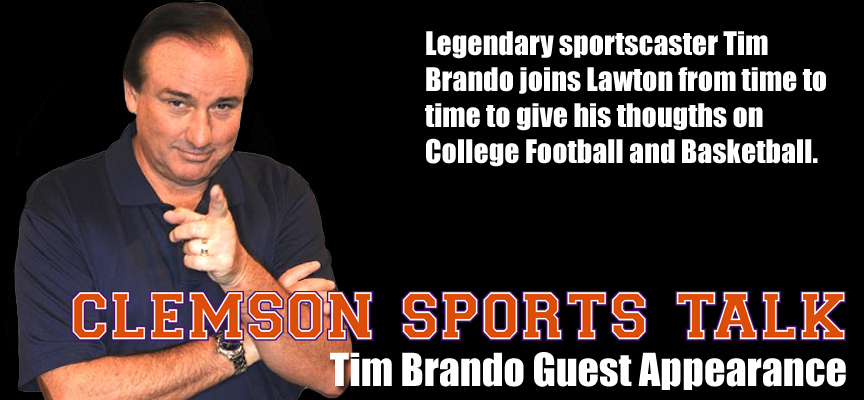 Legendary sportscaster Tim
Brando joins Lawton from time to
time to give his thougths on
College Football and Basketball.
CLEMSON SPORTS TALK
Tim Brando Guest Appearance